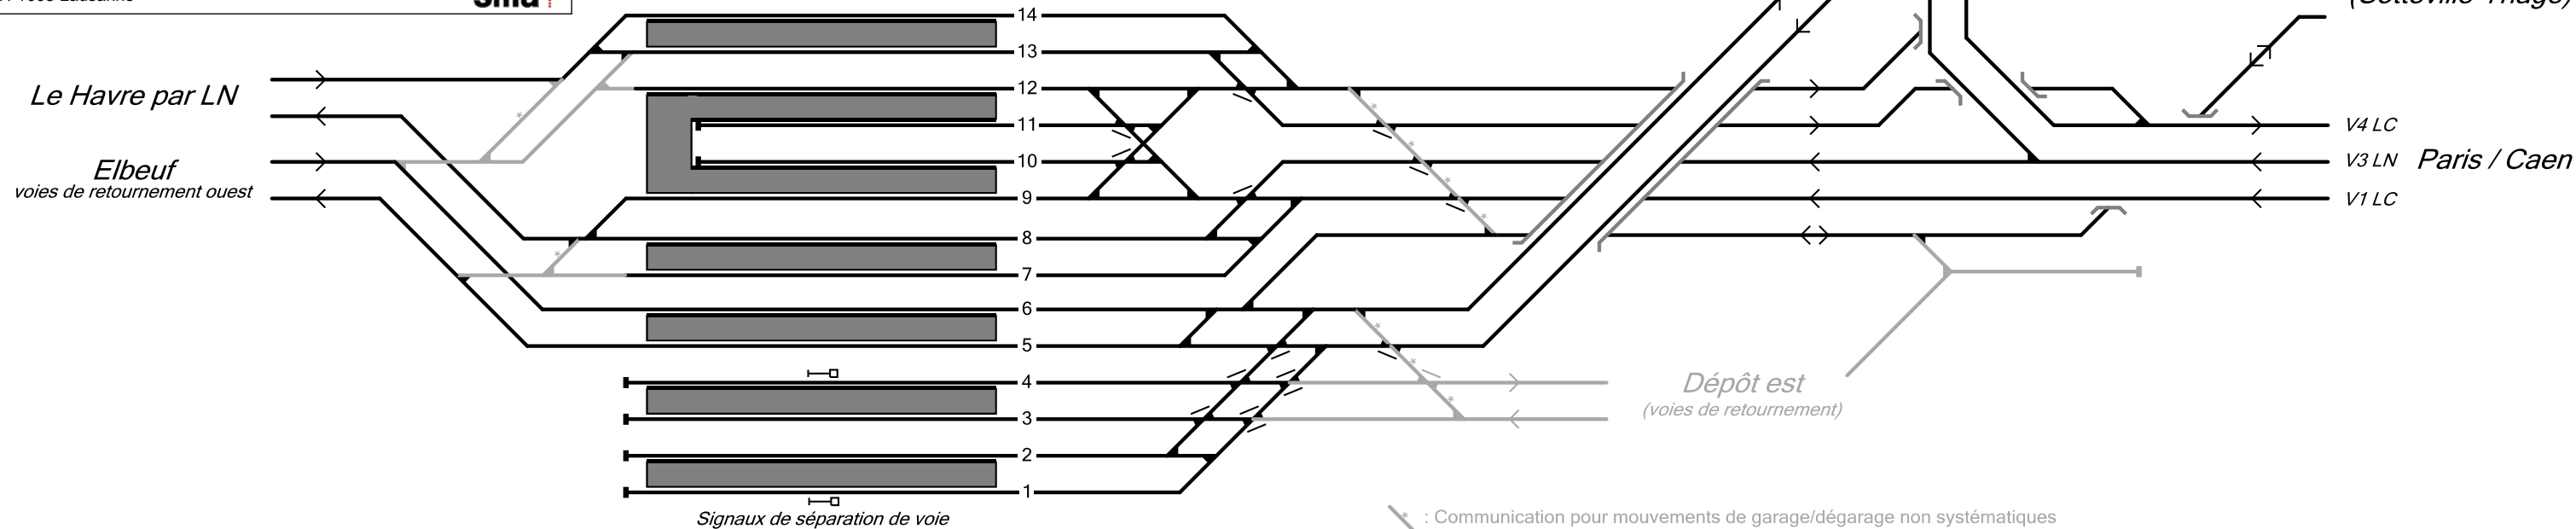 14
13
Le Havre par LN
12
11
V4 LC
Elbeuf
10
V3 LN
Paris / Caen
voies de retournement ouest
9
V1 LC
8
7
6
5
4
Dépôt est
(voies de retournement)
3
2
1
Signaux de séparation de voie
* : Communication pour mouvements de garage/dégarage non systématiques